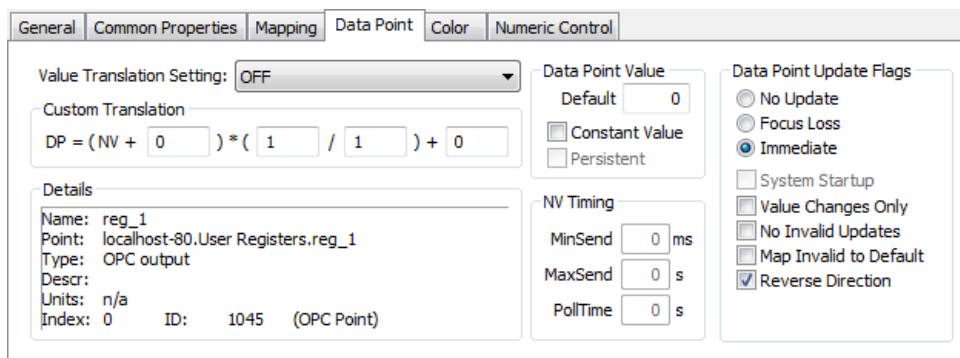 General Common Properties Mapping Data Point Color Numeric Control
Value Translation Setting: OFF
Custom Translation
DP = ( NV + 0 ) * ( 1 / 1 ) + 0
Details
Name: reg_1
Point: localhost-80.User Registers.reg_1
Type: OPC output
Descr:
Units: n/a
Index: 0 ID: 1045 (OPC Point)
Data Point Value
Default 0
Constant Value
Persistent
NV Timing
MinSend 0 ms
MaxSend 0 s
PollTime 0 s
Data Point Update Flags
No Update
Focus Loss
Immediate
System Startup
Value Changes Only
No Invalid Updates
Map Invalid to Default
Reverse Direction